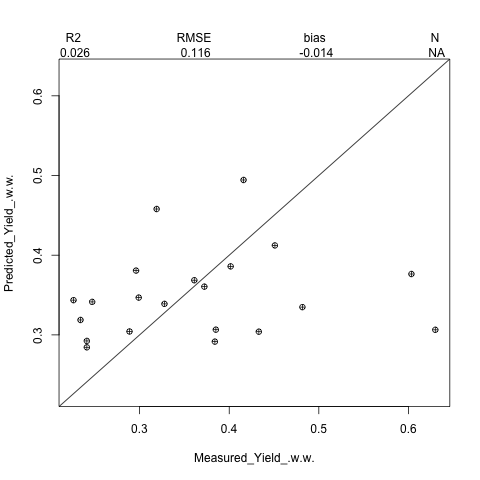 R2 RMSE bias N
0.026 0.116 -0.014 NA
Predicted_Yield_.w.w.
0.6
0.5
0.4
0.3
0.3 0.4 0.5 0.6
Measured_Yield_.w.w.